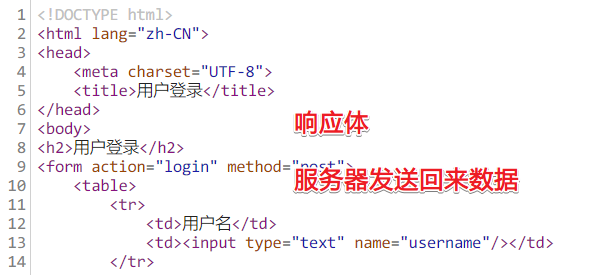 1 <!DOCTYPE html>
2 <html lang="zh-CN">
3 <head>
4 <meta charset="UTF-8">
5 <title>用户登录</title>
6 </head>
7 <body>
响应体
8 <h2>用户登录</h2>
9 <form action="login" method="post">
服务器发送回来数据
10 <table>
11 <tr>
12 <td>用户名</td>
13 <td><input type="text" name="username"/></td>
14 </tr>